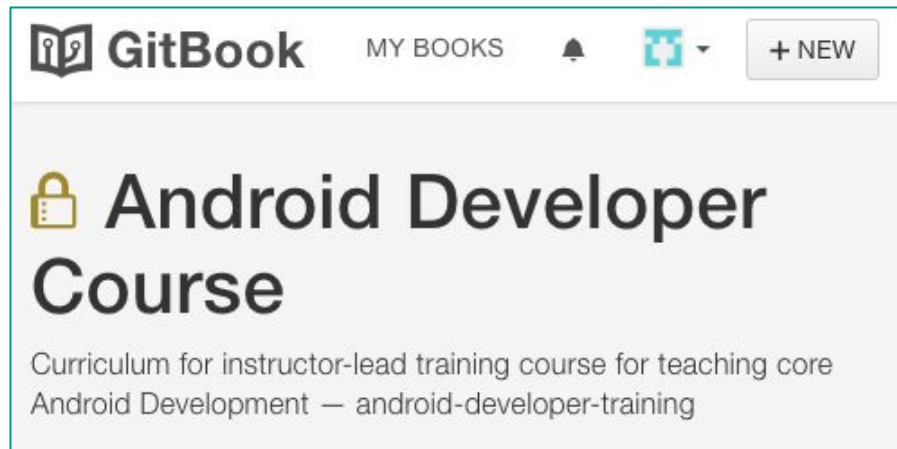 GitBook MY BOOKS + NEW
Android Developer
Course
Curriculum for instructor-lead training course for teaching core
Android Development — android-developer-training